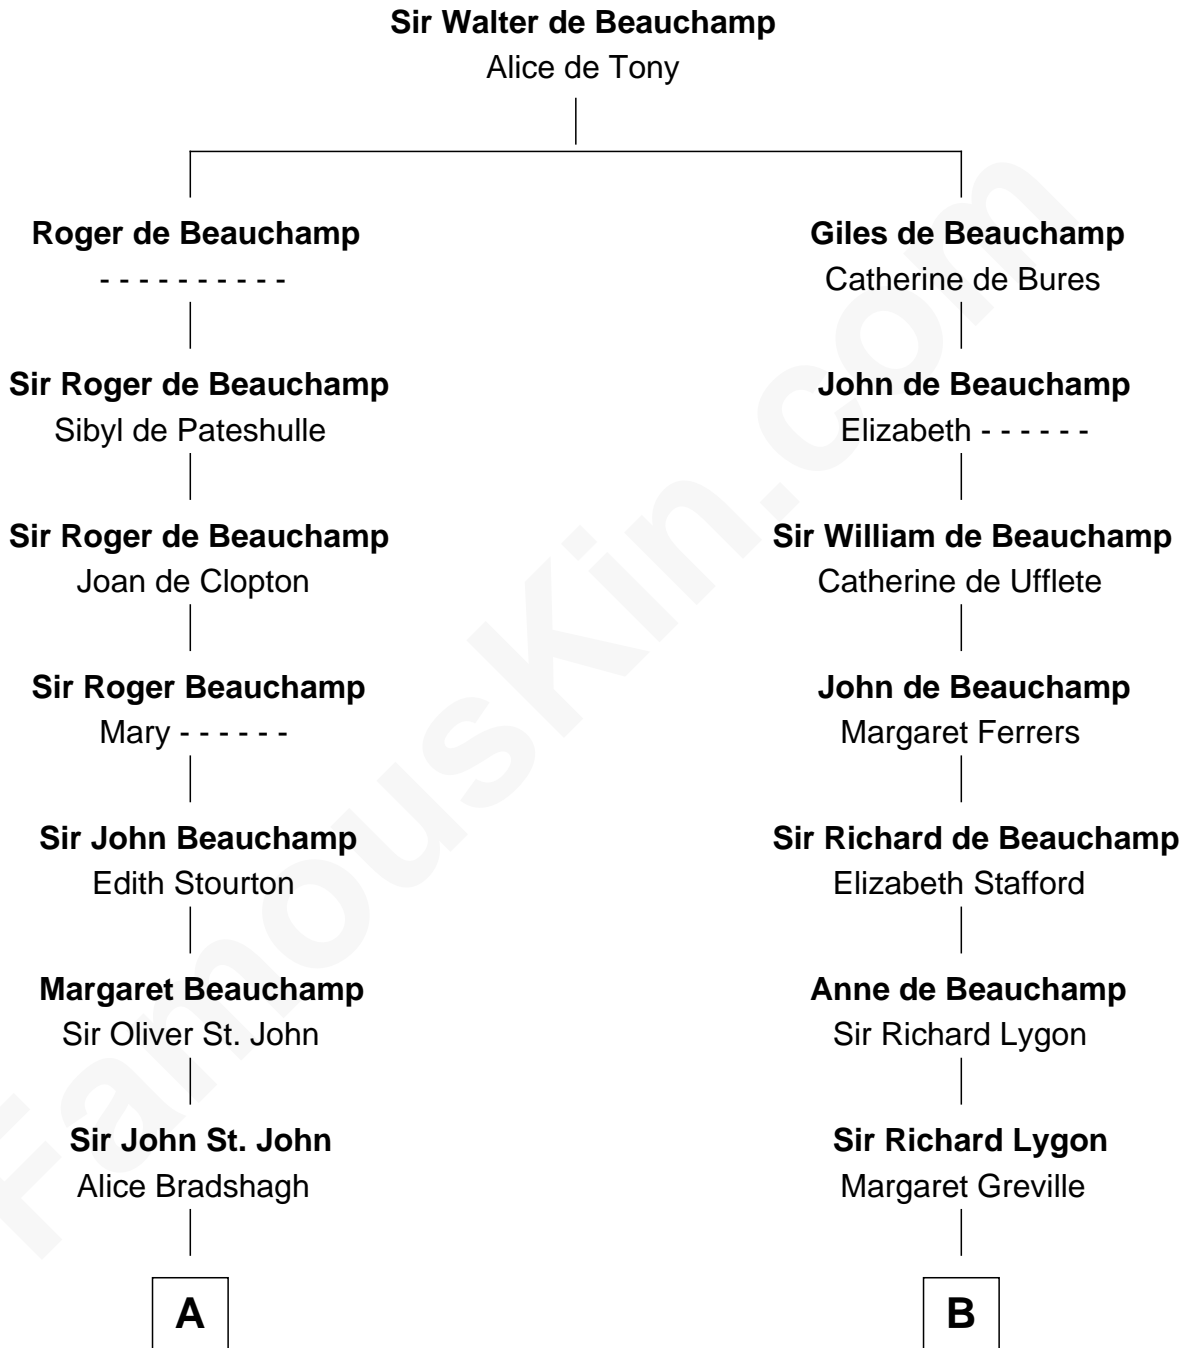 Sir Walter de Beauchamp
Alice de Tony
Roger de Beauchamp
- - - - - - - - - -
Sir Roger de Beauchamp
Sibyl de Pateshulle
Sir Roger de Beauchamp
Joan de Clopton
Sir Roger Beauchamp
Mary - - - - - -
Sir John Beauchamp
Edith Stourton
Margaret Beauchamp
Sir Oliver St. John
Sir John St. John
Alice Bradshagh
A
Giles de Beauchamp
Catherine de Bures
John de Beauchamp
Elizabeth - - - - - -
Sir William de Beauchamp
Catherine de Ufflete
John de Beauchamp
Margaret Ferrers
Sir Richard de Beauchamp
Elizabeth Stafford
Anne de Beauchamp
Sir Richard Lygon
Sir Richard Lygon
Margaret Greville
B
FamousKin.com